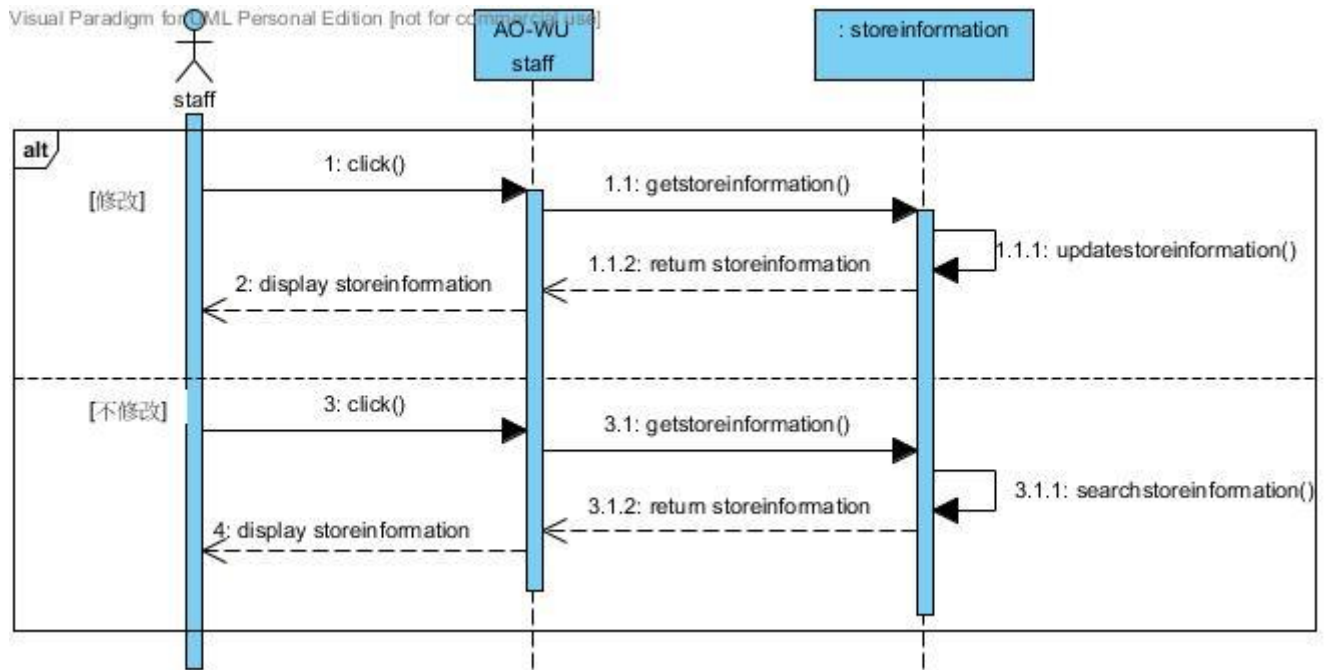 Visual Paradigm for UML Personal Edition [not for commercial use]
staff
AO-WU
staff
: storeinformation
alt
[修改]
1: click()
1.1: getstoreinformation()
1.1.1: updatestoreinformation()
1.1.2: return storeinformation
2: display storeinformation
[不修改]
3: click()
3.1: getstoreinformation()
3.1.1: searchstoreinformation()
3.1.2: return storeinformation
4: display storeinformation